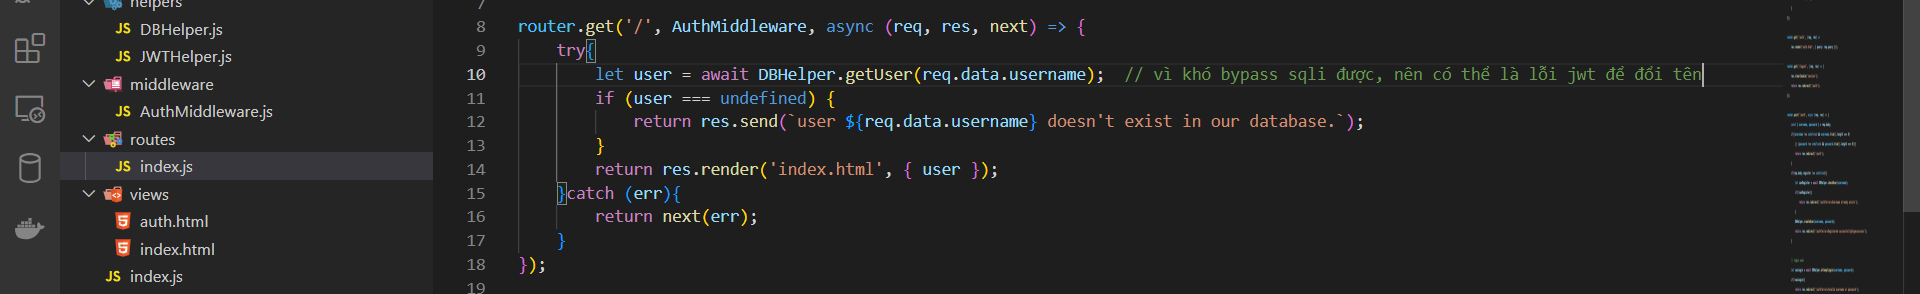 helpers
JS DBHelper.js
JS JWTHelper.js
middleware
JS AuthMiddleware.js
routes
JS index.js
views
auth.html
index.html
JS index.js
7
8 router.get('/', AuthMiddleware, async (req, res, next) => {
9 try{
10 let user = await DBHelper.getUser(req.data.username); // vì khó bypass sqli được, nên có thể là lỗi jwt để đổi tên
11 if (user === undefined) {
12 return res.send(`user ${req.data.username} doesn't exist in our database.`);
13 }
14 return res.render('index.html', { user });
15 }catch (err){
16 return next(err);
17 }
18 });
19